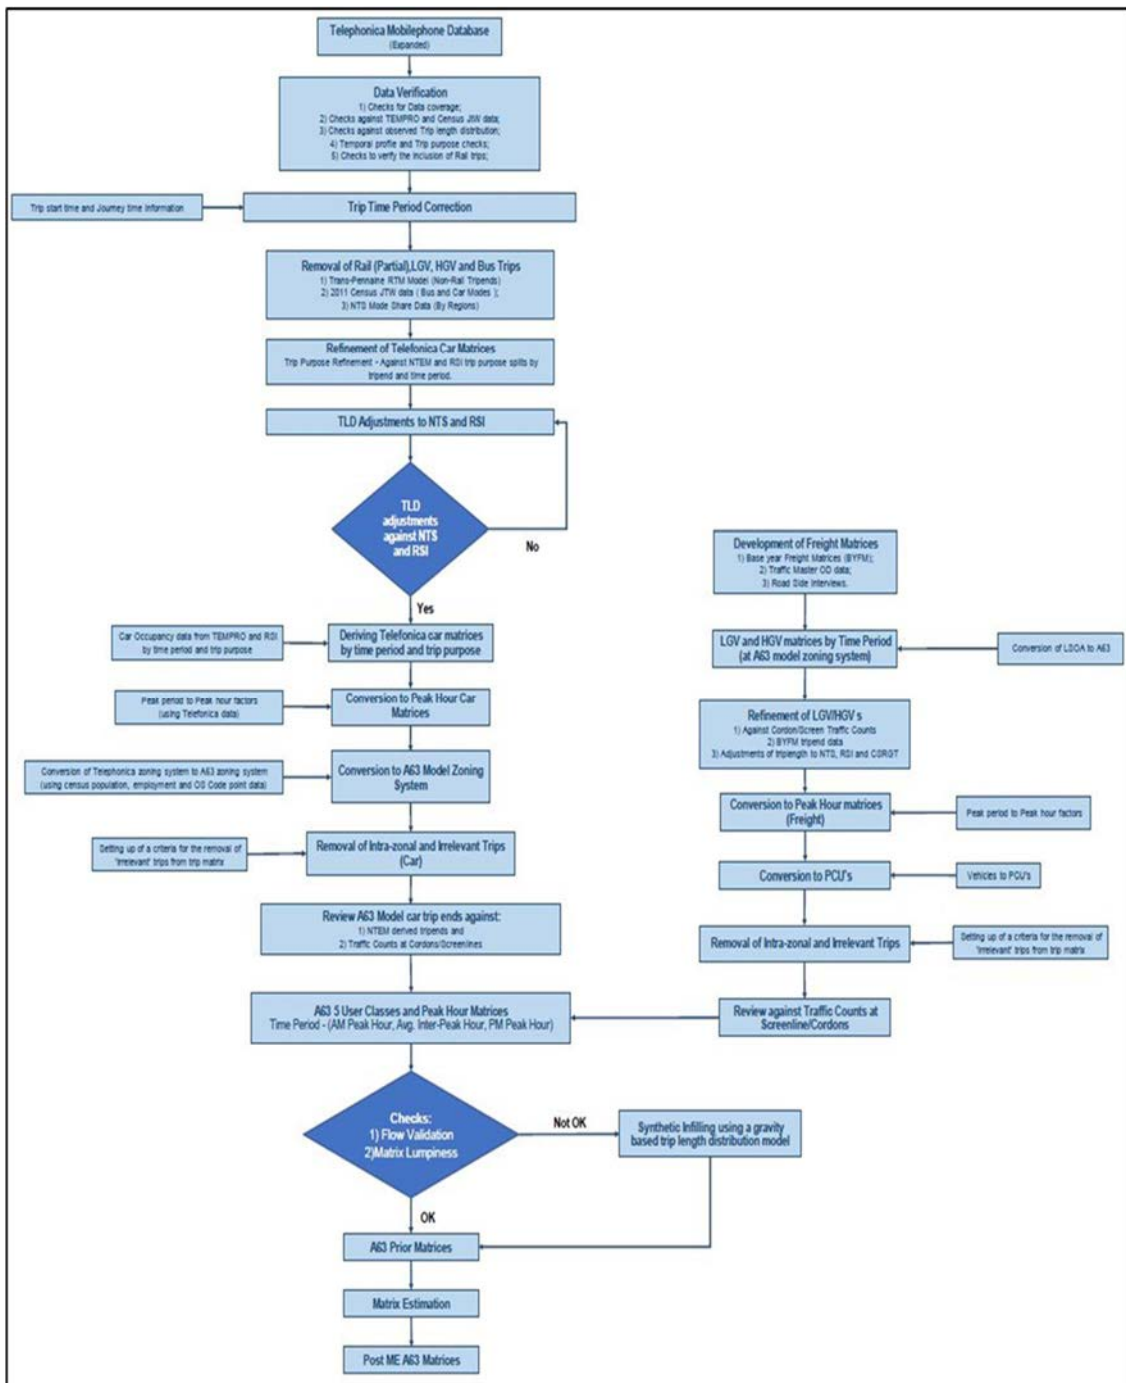 Telephonica Mobilephone Database
(Expanded)
Data Verification
1) Checks for Data coverage;
2) Checks against TEMPRO and Census JtW data;
3) Checks against observed Trip length distribution;
4) Temporal profile and Trip purpose checks;
5) Checks to verify the inclusion of Rail trips;
Trip start time and Journey time information
Trip Time Period Correction
Removal of Rail (Partial),LGV, HGV and Bus Trips
1) Trans-Pennaine RTM Model (Non-Rail Tripends)
2) 2011 Census JTW data ( Bus and Car Modes );
3) NTS Mode Share Data (By Regions)
Refinement of Telefonica Car Matrices
Trip Purpose Refinement - Against NTEM and RSI trip purpose splits by
tripend and time period.
TLD Adjustments to NTS and RSI
TLD
adjustments
against NTS
and RSI
No
Yes
Car Occupancy data from TEMPRO and RSI
by time period and trip purpose
Deriving Telefonica car matrices
by time period and trip purpose
Peak period to Peak hour factors
(using Telefonica data)
Conversion to Peak Hour Car
Matrices
Conversion of Telephonica zoning system to A63 zoning system
(using census population, employment and OS Code point data)
Conversion to A63 Model Zoning
System
Setting up of a criteria for the removal of
'irrelevant' trips from trip matrix
Removal of Intra-zonal and Irrelevant Trips
(Car)
Review A63 Model car trip ends against:
1) NTEM derived tripends and
2) Traffic Counts at Cordons/Screenlines
Development of Freight Matrices
1) Base year Freight Matrices (BYFM);
2) Traffic Master OD data;
3) Road Side Interviews.
LGV and HGV matrices by Time Period
(at A63 model zoning system)
Conversion of LSOA to A63
Refinement of LGV/HGV s
1) Against Cordon/Screen Traffic Counts
2) BYFM tripend data
3) Adjustments of triplength to NTS, RSI and CSRGT
Conversion to Peak Hour matrices
(Freight)
Peak period to Peak hour factors
Conversion to PCU's
Vehicles to PCU's
Removal of Intra-zonal and Irrelevant Trips
Setting up of a criteria for the removal of
'irrelevant' trips from trip matrix
Review against Traffic Counts at
Screenline/Cordons
A63 5 User Classes and Peak Hour Matrices
Time Period - (AM Peak Hour, Avg. Inter-Peak Hour, PM Peak Hour)
Checks:
1) Flow Validation
2)Matrix Lumpiness
Not OK
Synthetic Infilling using a gravity
based trip length distribution model
OK
A63 Prior Matrices
Matrix Estimation
Post ME A63 Matrices